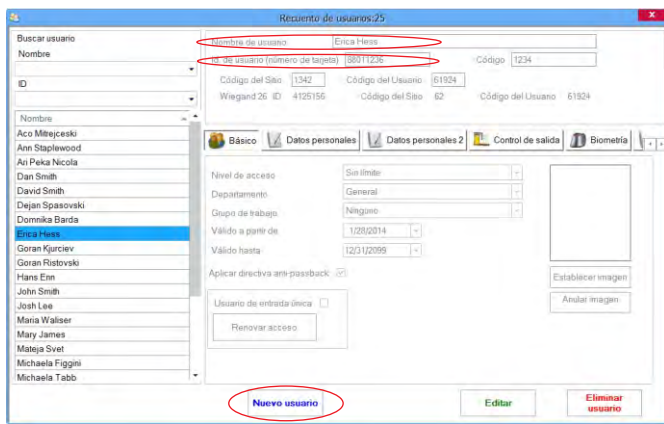 Recuento de usuarios:25
x
Buscar usuario
Nombre
ID
Nombre
Aco Mitrejceski
Ann Staplewood
Ari Peka Nicola
Dan Smith
David Smith
Dejan Spasovski
Domnika Barda
Erica Hess
Goran Kjurciev
Goran Ristovski
Hans Enn
John Smith
Josh Lee
Maria Waliser
Mary James
Mateja Svet
Michaela Figgini
Michaela Tabb
Nombre de usuario Erica Hess
Id. de usuario (número de tarjeta) 88011236 Código 1234
Código del Sitio 1342 Código del Usuario 61924
Wiegand 26 ID 4125156 Código del Sitio 62 Código del Usuario 61924
Básico Datos personales Datos personales 2 Control de salida Biometría
Nivel de acceso Sin límite
Departamento General
Grupo de trabajo Ninguno
Válido a partir de 1/28/2014
Válido hasta 12/31/2099
Aplicar directiva anti-passback
Usuario de entrada única
Renovar acceso
Establecer imagen
Anular imagen
Nuevo usuario
Editar
Eliminar
usuario